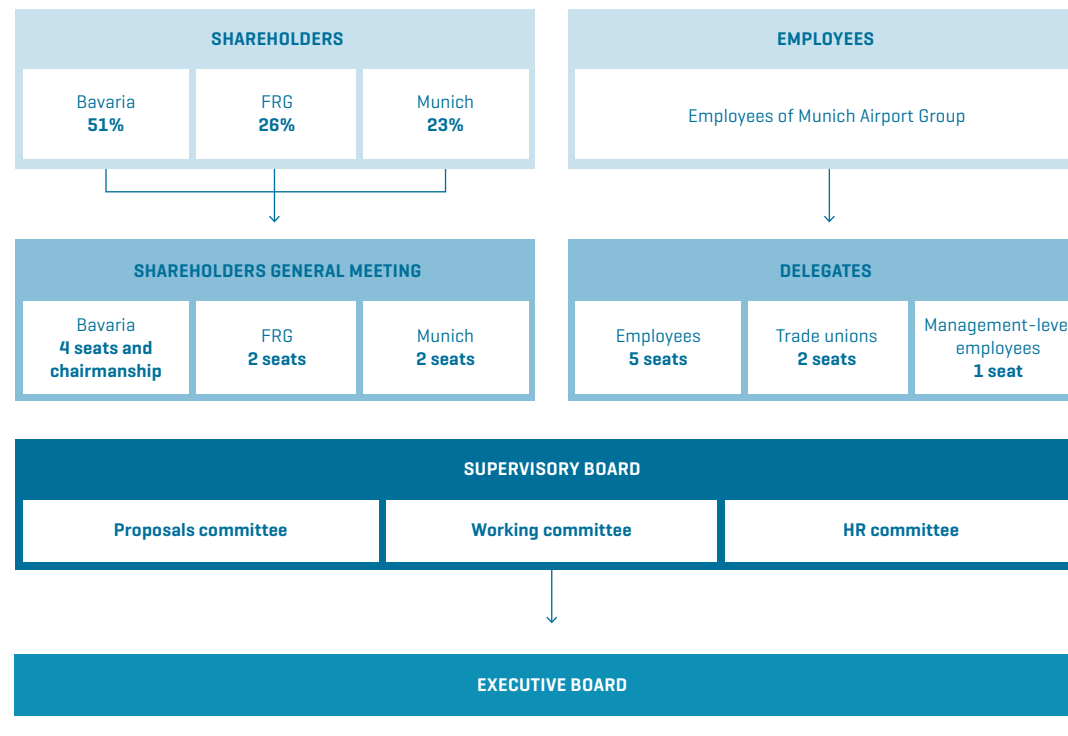 SHAREHOLDERS
Bavaria
51%
FRG
26%
Munich
23%
EMPLOYEES
Employees of Munich Airport Group
SHAREHOLDERS GENERAL MEETING
Bavaria
4 seats and
chairmanship
FRG
2 seats
Munich
2 seats
DELEGATES
Employees
5 seats
Trade unions
2 seats
Management-leve
employees
1 seat
SUPERVISORY BOARD
Proposals committee
Working committee
HR committee
EXECUTIVE BOARD